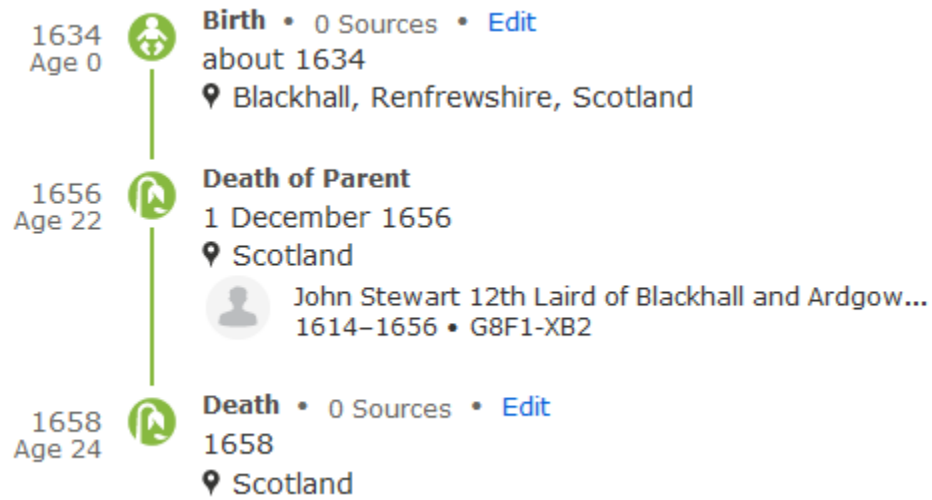 1634
Age 0
Birth • 0 Sources • Edit
about 1634
Blackhall, Renfrewshire, Scotland
1656
Age 22
Death of Parent
1 December 1656
Scotland
John Stewart 12th Laird of Blackhall and Ardgow...
1614–1656 • G8F1-XB2
1658
Age 24
Death • 0 Sources • Edit
1658
Scotland